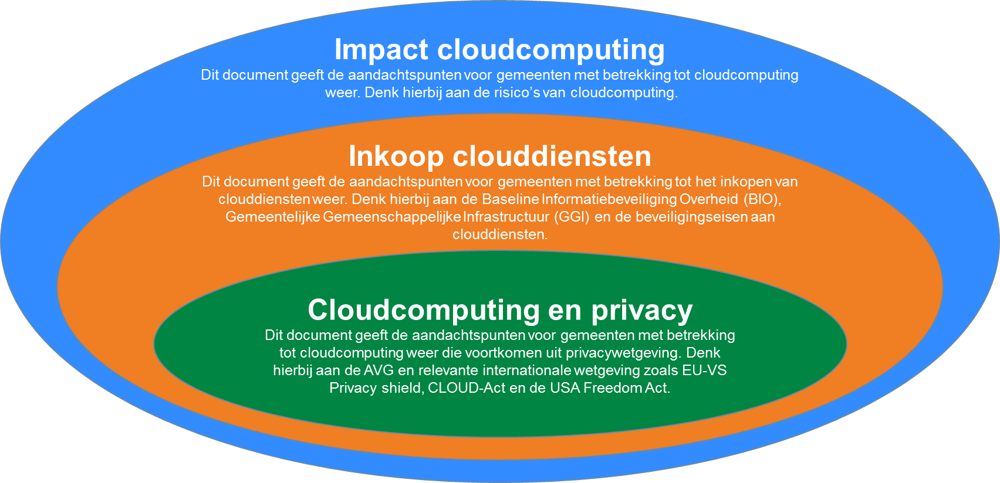 Impact cloudcomputing
Dit document geeft de aandachtspunten voor gemeenten met betrekking tot cloudcomputing
weer. Denk hierbij aan de risico’s van cloudcomputing.
Inkoop clouddiensten
Dit document geeft de aandachtspunten voor gemeenten met betrekking tot het inkopen van
clouddiensten weer. Denk hierbij aan de Baseline Informatiebeveiliging Overheid (BIO),
Gemeentelijke Gemeenschappelijke Infrastructuur (GGI) en de beveiligingseisen aan
clouddiensten.
Cloudcomputing en privacy
Dit document geeft de aandachtspunten voor gemeenten met betrekking
tot cloudcomputing weer die voortkomen uit privacywetgeving. Denk
hierbij aan de AVG en relevante internationale wetgeving zoals EU-VS
Privacy shield, CLOUD-Act en de USA Freedom Act.